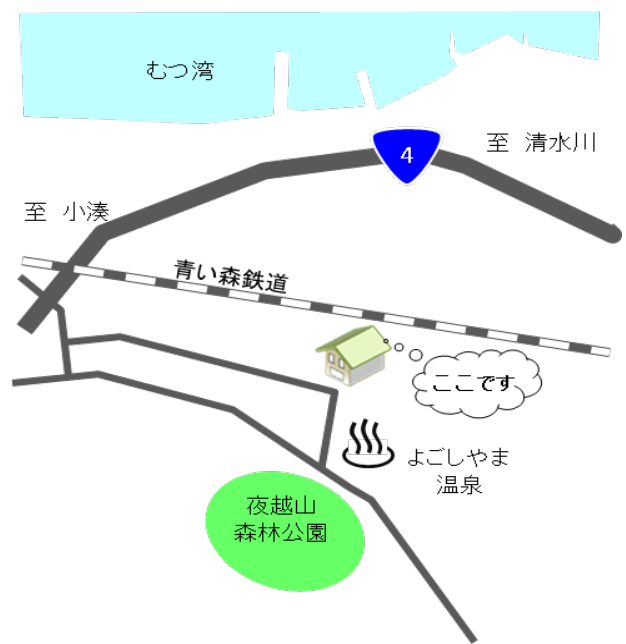 むつ湾
4
至 清水川
至 小湊
青い森鉄道
ここです
よごしやま
温泉
夜越山
森林公園